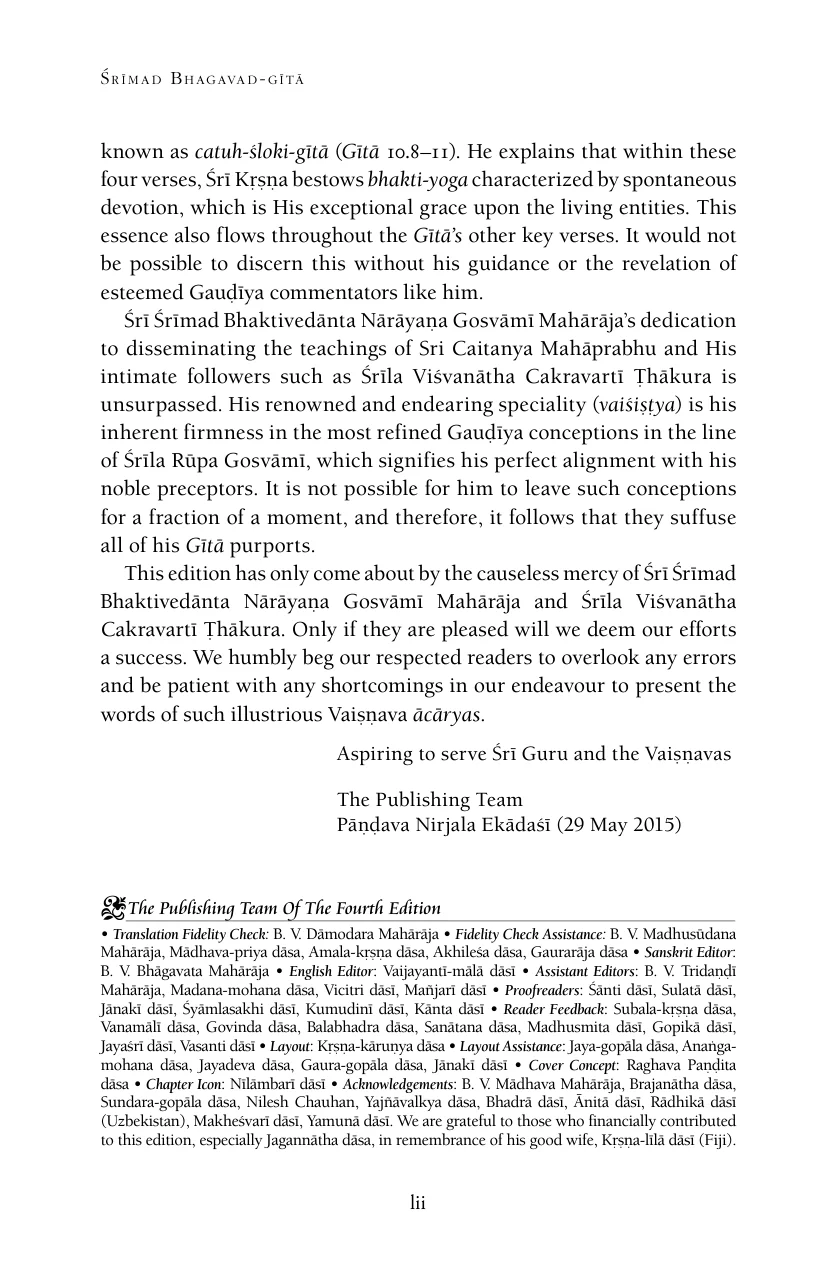 Śrīmad Bhagavad-gītā
known as catuh-śloki-gītā (Gītā 10.8–11). He explains that within these
four verses, Śrī Kṛṣṇa bestows bhakti-yoga characterized by spontaneous
devotion, which is His exceptional grace upon the living entities. This
essence also flows throughout the Gītā’s other key verses. It would not
be possible to discern this without his guidance or the revelation of
esteemed Gauḍīya commentators like him.
Śrī Śrīmad Bhaktivedānta Nārāyaṇa Gosvāmī Mahārāja’s dedication
to disseminating the teachings of Sri Caitanya Mahāprabhu and His
intimate followers such as Śrīla Viśvanātha Cakravartī Ṭhākura is
unsurpassed. His renowned and endearing speciality (vaiśiṣṭya) is his
inherent firmness in the most refined Gauḍīya conceptions in the line
of Śrīla Rūpa Gosvāmī, which signifies his perfect alignment with his
noble preceptors. It is not possible for him to leave such conceptions
for a fraction of a moment, and therefore, it follows that they suffuse
all of his Gītā purports.
This edition has only come about by the causeless mercy of Śrī Śrīmad
Bhaktivedānta Nārāyaṇa Gosvāmī Mahārāja and Śrīla Viśvanātha
Cakravartī Ṭhākura. Only if they are pleased will we deem our efforts
a success. We humbly beg our respected readers to overlook any errors
and be patient with any shortcomings in our endeavour to present the
words of such illustrious Vaiṣṇava ācāryas.
Aspiring to serve Śrī Guru and the Vaiṣṇavas
The Publishing Team
Pāṇḍava Nirjala Ekādaśī (29 May 2015)
The Publishing Team Of The Fourth Edition
• Translation Fidelity Check: B. V. Dāmodara Mahārāja • Fidelity Check Assistance: B. V. Madhusūdana
Mahārāja, Mādhava-priya dāsa, Amala-kṛṣṇa dāsa, Akhileśa dāsa, Gaurarāja dāsa • Sanskrit Editor:
B. V. Bhāgavata Mahārāja • English Editor: Vaijayantī-mālā dāsī • Assistant Editors: B. V. Tridaṇḍī
Mahārāja, Madana-mohana dāsa, Vicitri dāsī, Mañjarī dāsī • Proofreaders: Śānti dāsī, Sulatā dāsī,
Jānakī dāsī, Śyāmlasakhi dāsī, Kumudinī dāsī, Kānta dāsī • Reader Feedback: Subala-kṛṣṇa dāsa,
Vanamālī dāsa, Govinda dāsa, Balabhadra dāsa, Sanātana dāsa, Madhusmita dāsī, Gopikā dāsī,
Jayaśrī dāsī, Vasanti dāsī • Layout: Kṛṣṇa-kāruṇya dāsa • Layout Assistance: Jaya-gopāla dāsa, Anaṅga-
mohana dāsa, Jayadeva dāsa, Gaura-gopāla dāsa, Jānakī dāsī • Cover Concept: Raghava Paṇḍita
dāsa • Chapter Icon: Nīlāmbarī dāsī • Acknowledgements: B. V. Mādhava Mahārāja, Brajanātha dāsa,
Sundara-gopāla dāsa, Nilesh Chauhan, Yajñāvalkya dāsa, Bhadrā dāsī, Ānitā dāsī, Rādhikā dāsī
(Uzbekistan), Makheśvarī dāsī, Yamunā dāsī. We are grateful to those who financially contributed
to this edition, especially Jagannātha dāsa, in remembrance of his good wife, Kṛṣṇa-līlā dāsī (Fiji).
lii